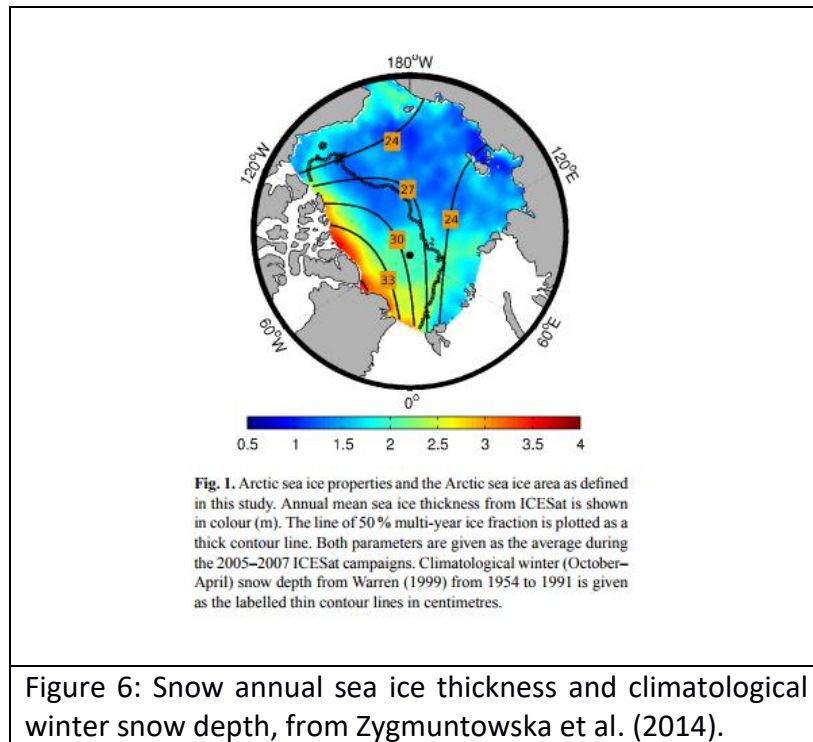 180°W
120°W
120°E
24
27
24
30
33
60°W
60°E
0°
0.5 1 1.5 2 2.5 3 3.5 4
Fig. 1. Arctic sea ice properties and the Arctic sea ice area as defined
in this study. Annual mean sea ice thickness from ICESat is shown
in colour (m). The line of 50 % multi-year ice fraction is plotted as a
thick contour line. Both parameters are given as the average during
the 2005–2007 ICESat campaigns. Climatological winter (October–
April) snow depth from Warren (1999) from 1954 to 1991 is given
as the labelled thin contour lines in centimetres.
Figure 6: Snow annual sea ice thickness and climatological
winter snow depth, from Zygmuntowska et al. (2014).